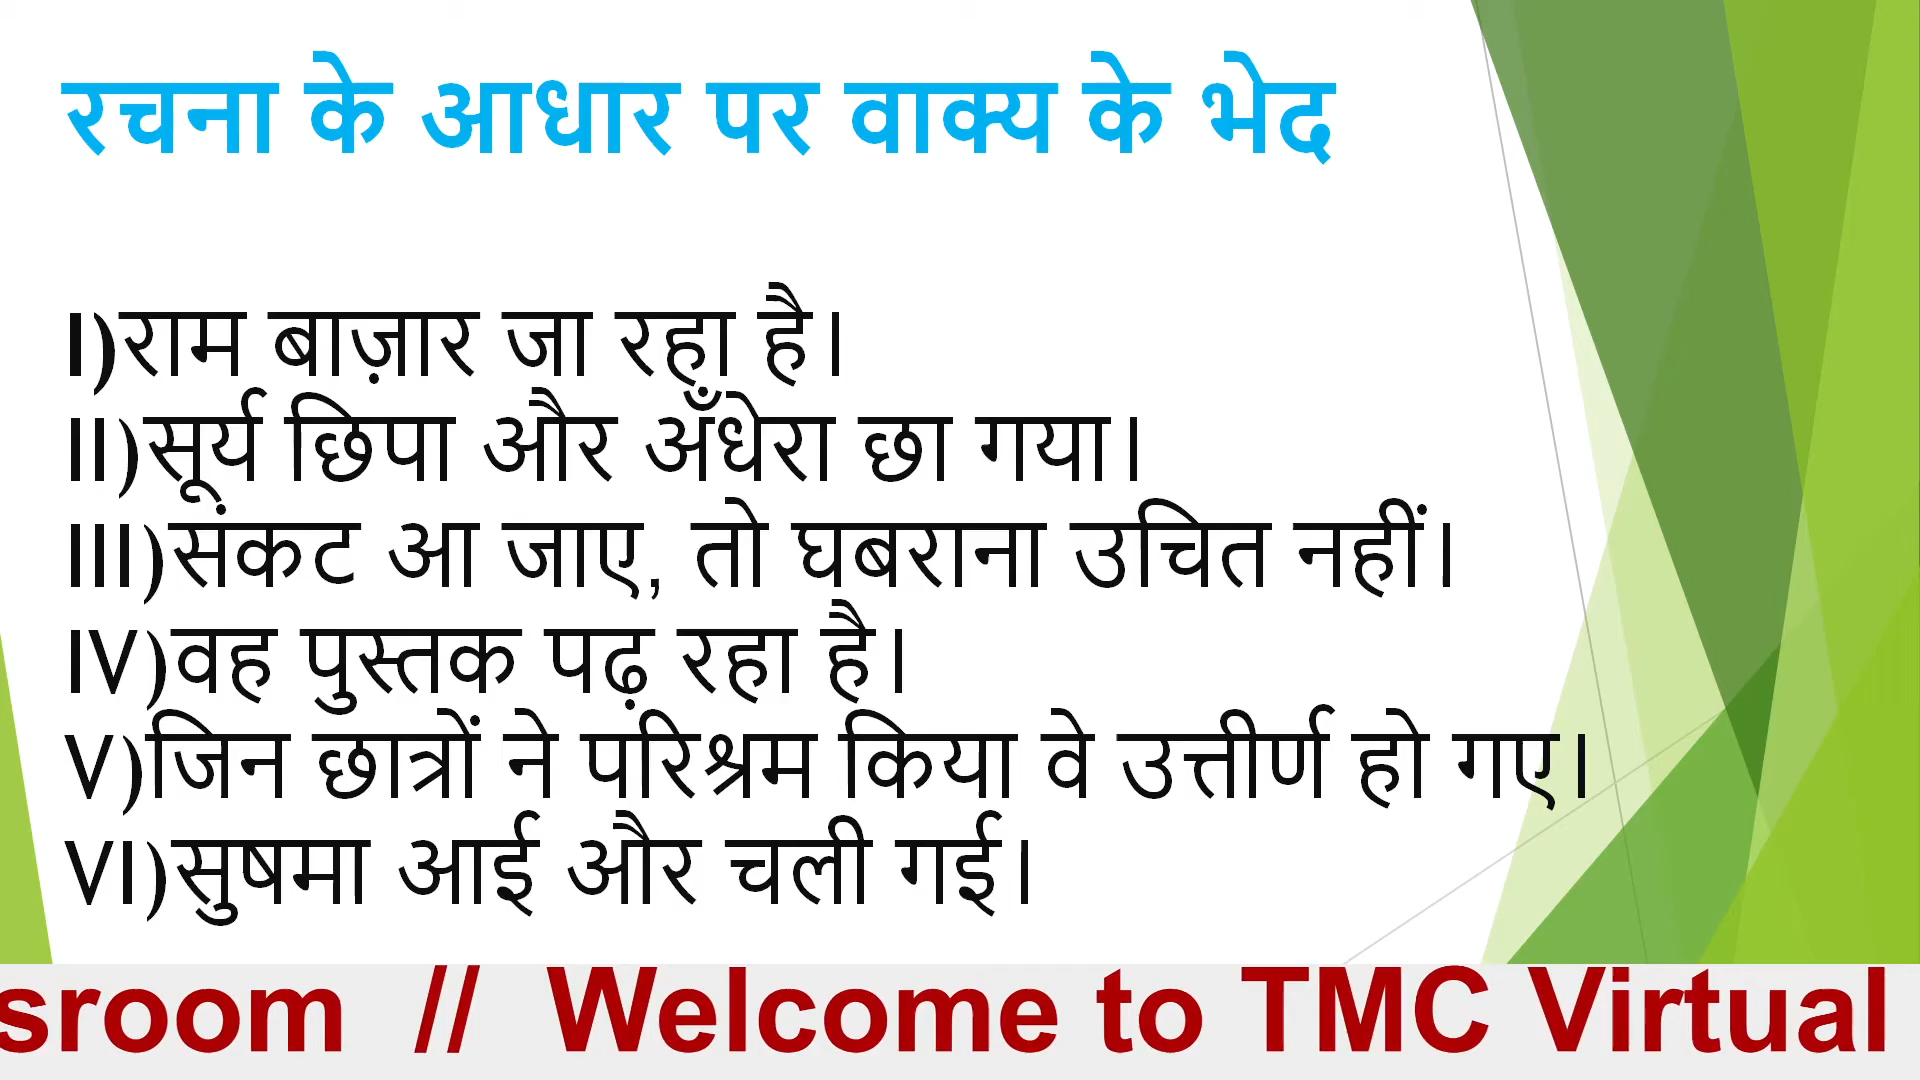 रचना के आधार पर वाक्य के भेद
I)राम बाज़ार जा रहा है।
II)सूर्य छिपा और अँधेरा छा गया।
III)संकट आ जाए, तो घबराना उचित नहीं।
IV)वह पुस्तक पढ़ रहा है।
V)जिन छात्रों ने परिश्रम किया वे उत्तीर्ण हो गए।
VI)सुषमा आई और चली गई।
sroom // Welcome to TMC Virtual